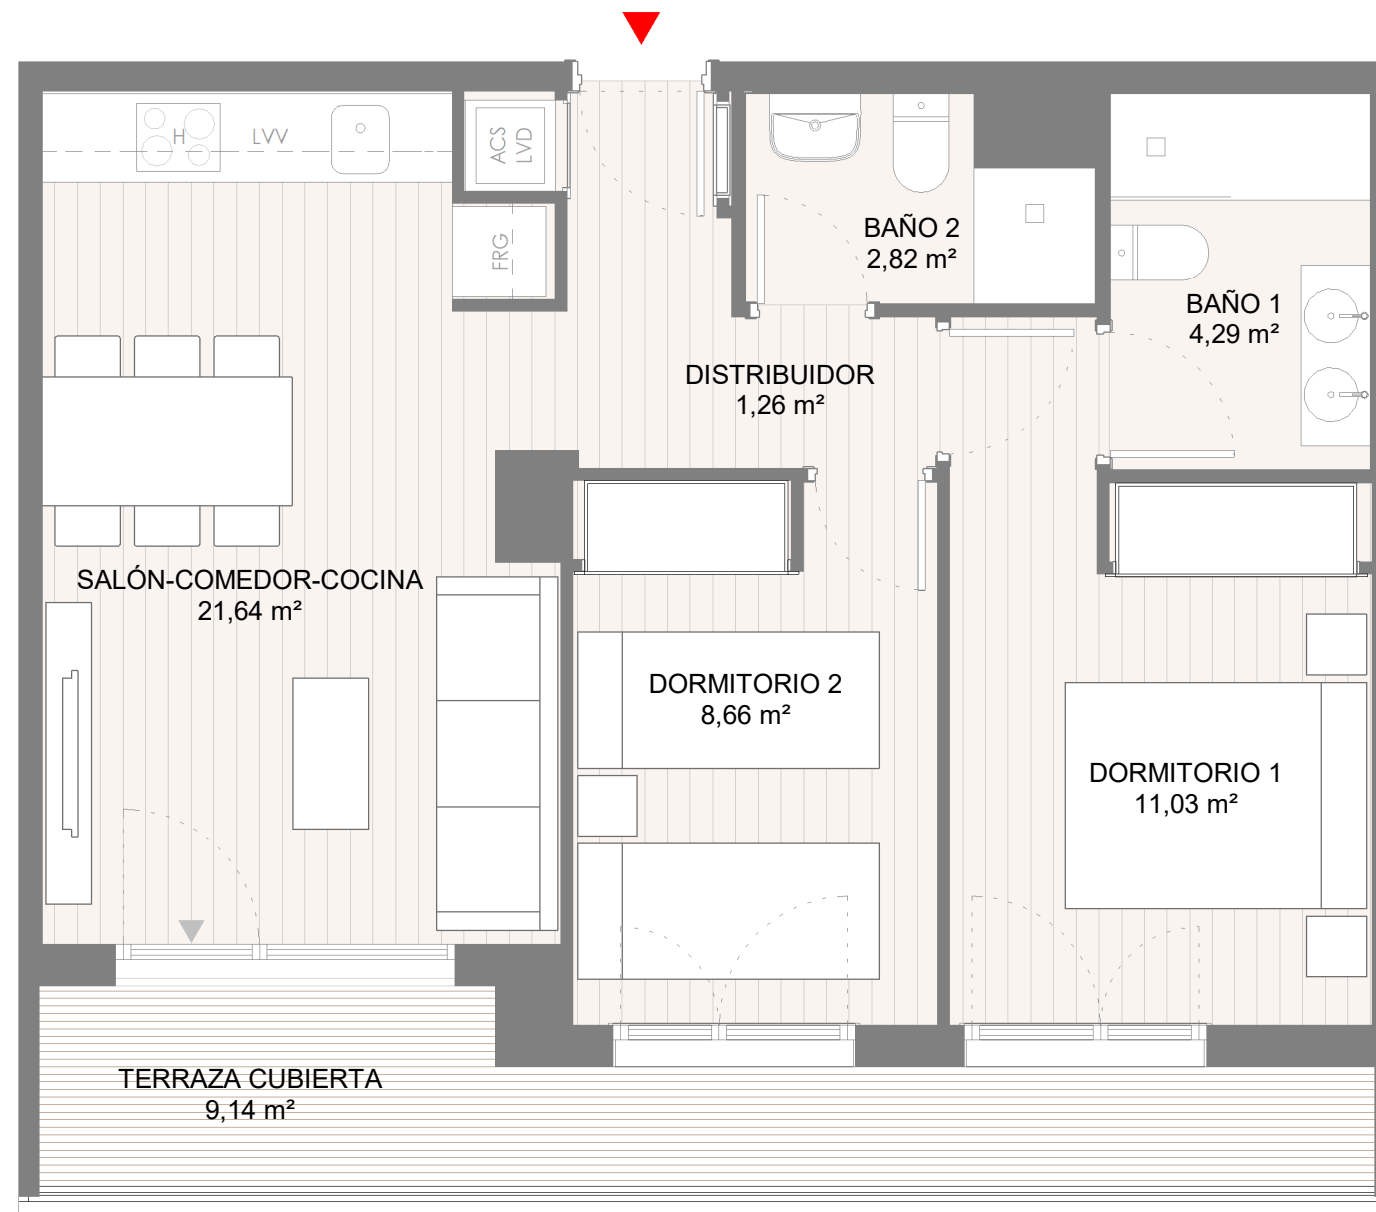 H
LVV
ACS
LVD
FRG
BAÑO 2
2,82 m²
BAÑO 1
4,29 m²
DISTRIBUIDOR
1,26 m²
SALÓN-COMEDOR-COCINA
21,64 m²
DORMITORIO 2
8,66 m²
DORMITORIO 1
11,03 m²
TERRAZA CUBIERTA
9,14 m²